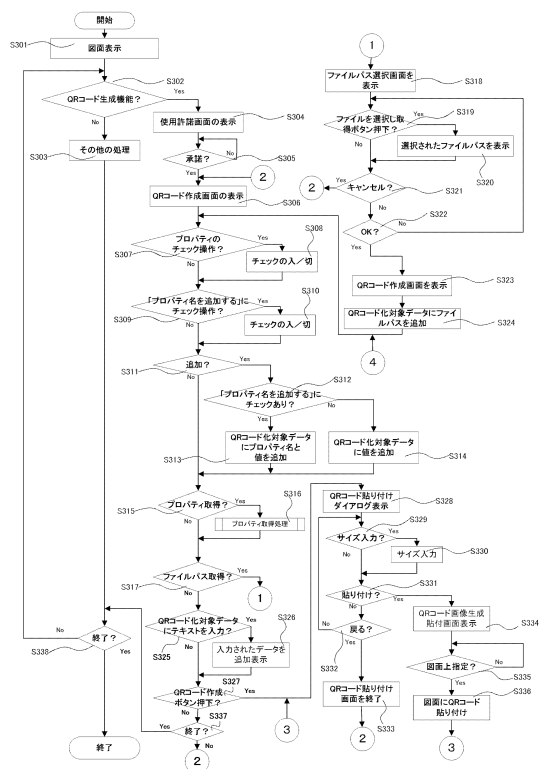 開始
S301
図面表示
S302
QRコード生成機能?
Yes
No
S303
その他の処理
S304
使用許諾画面の表示
承諾?
No
S305
Yes
2
QRコード作成画面の表示
S306
プロパティの
チェック操作?
Yes
S307
No
S308
チェックの入/切
「プロパティ名を追加する」に
チェック操作?
Yes
S309
No
S310
チェックの入/切
追加?
Yes
S311
No
S312
「プロパティ名を追加する」に
チェックあり?
Yes
No
QRコード化対象データ
にプロパティ名と
値を追加
S313
QRコード化対象データ
に値を追加
S314
プロパティ取得?
Yes
S315
No
S316
プロパティ取得処理
ファイルパス取得?
Yes
S317
No
1
QRコード化対象データ
にテキストを入力?
Yes
S325
No
S326
入力されたデータを
追加表示
S327
QRコード作成
ボタン押下?
Yes
No
3
S337
終了?
Yes
No
2
終了?
No
Yes
S338
終了
1
ファイルパス選択画面を
表示
S318
S319
ファイルを選択し取
得ボタン押下?
Yes
No
選択されたファイルパスを表示
S320
2
Yes
キャンセル?
S321
No
S322
OK?
No
Yes
S323
QRコード作成画面を表示
QRコード化対象データにファ
イルパスを追加
S324
4
QRコード貼り付け
ダイアログ表示
S328
S329
サイズ入力?
Yes
No
サイズ入力
S330
S331
貼り付け?
Yes
No
戻る?
No
S332
Yes
QRコード貼り付け
画面を終了
S333
2
QRコード画像生成
貼付画面表示
S334
図面上指定?
No
S335
Yes
S336
図面にQRコード
貼り付け
3